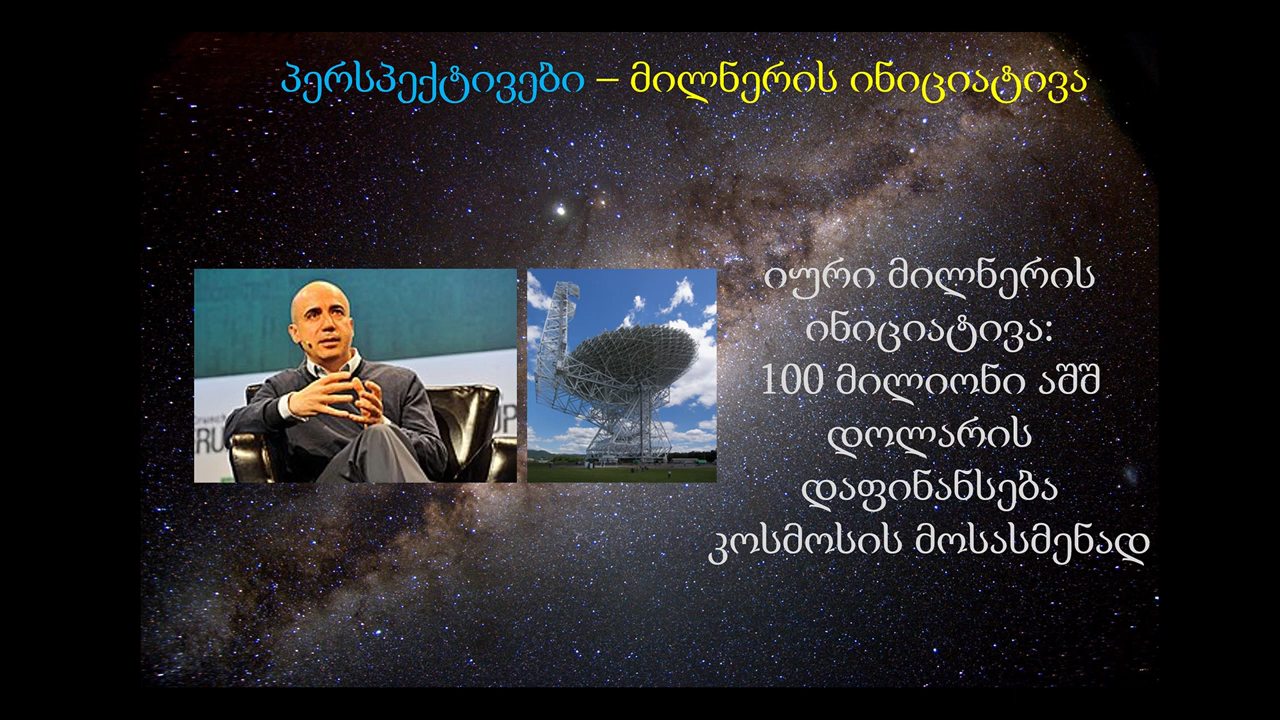 პერსპექტივები – მილნერის ინიციატივა
იური მილნერის
ინიციატივა:
100 მილიონი აშშ
დოლარის
დაფინანსება
კოსმოსის მოსასმენად